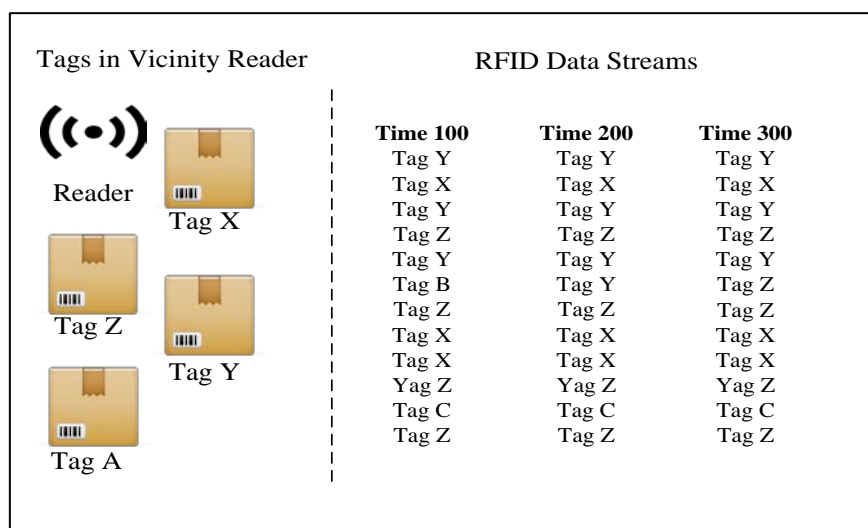 Tags in Vicinity Reader
Reader
Tag X
Tag Z
Tag Y
Tag A
RFID Data Streams
Time 100 Time 200 Time 300
Tag Y Tag Y Tag Y
Tag X Tag X Tag X
Tag Y Tag Y Tag Y
Tag Z Tag Z Tag Z
Tag Y Tag Y Tag Y
Tag B Tag Y Tag Z
Tag Z Tag Z Tag Z
Tag X Tag X Tag X
Tag X Tag X Tag X
Yag Z Yag Z Yag Z
Tag C Tag C Tag C
Tag Z Tag Z Tag Z